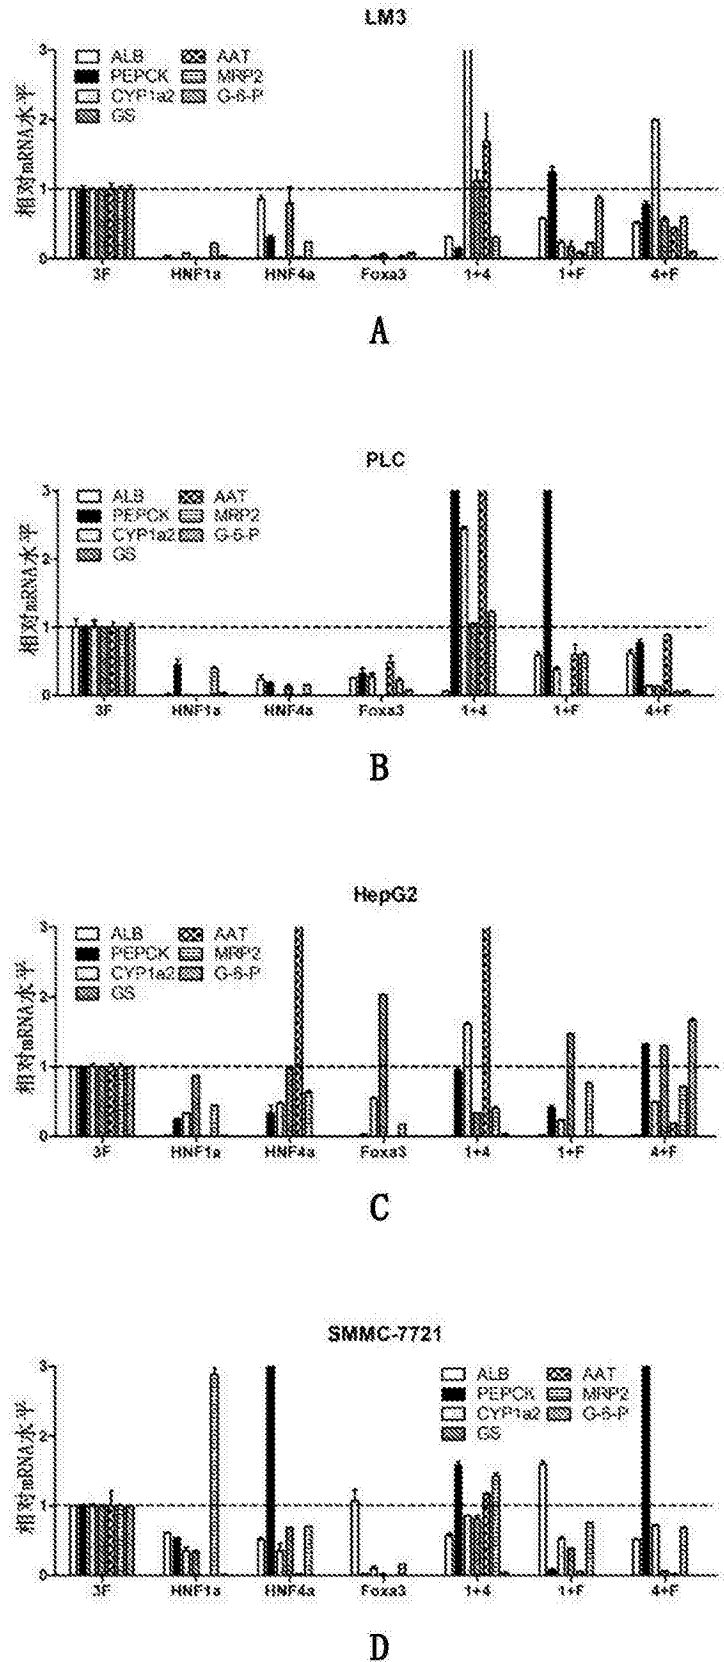 LM3
3
ALB AAT
PEPCK MRP2
CYP1a2 G-6-P
GS
2
1
0
相对mRNA水平
3F HNF1a HNF4a Foxa3 1+4 1+F 4+F
A
PLC
3
ALB AAT
PEPCK MRP2
CYP1a2 G-6-P
GS
2
1
0
相对mRNA水平
3F HNF1a HNF4a Foxa3 1+4 1+F 4+F
B
HepG2
3
ALB AAT
PEPCK MRP2
CYP1a2 G-6-P
GS
2
1
0
相对mRNA水平
3F HNF1a HNF4a Foxa3 1+4 1+F 4+F
C
SMMC-7721
3
ALB AAT
PEPCK MRP2
CYP1a2 G-6-P
GS
2
1
0
相对mRNA水平
3F HNF1a HNF4a Foxa3 1+4 1+F 4+F
D